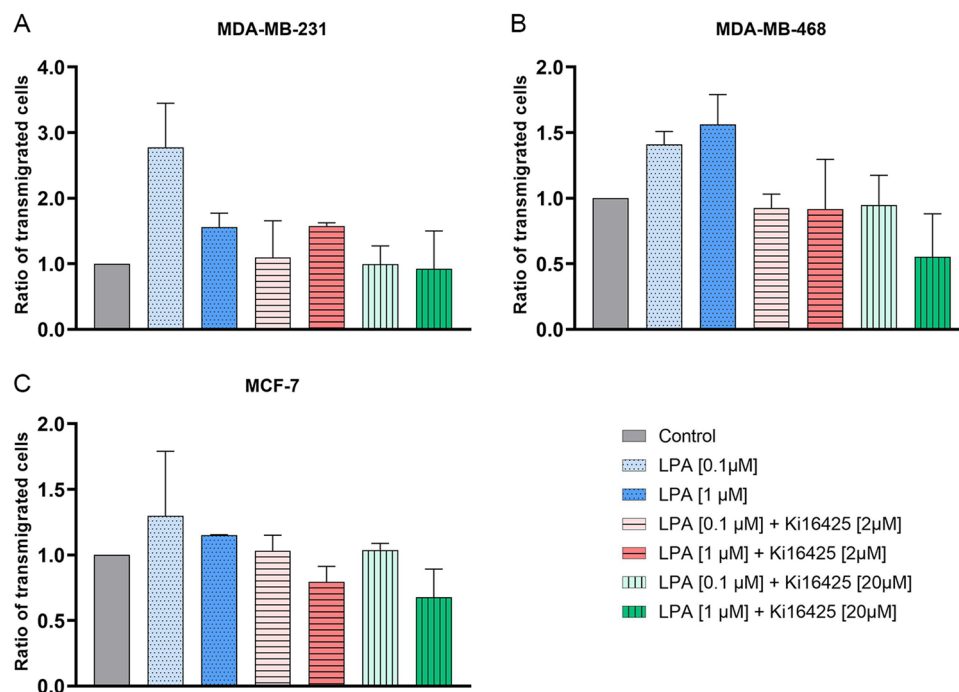 A
MDA-MB-231
Ratio of transmigrated cells
4.0
3.0
2.0
1.0
0.0
B
MDA-MB-468
Ratio of transmigrated cells
2.0
1.5
1.0
0.5
0.0
C
MCF-7
Ratio of transmigrated cells
2.0
1.5
1.0
0.5
0.0
Control
LPA [0.1µM]
LPA [1 µM]
LPA [0.1 µM] + Ki16425 [2µM]
LPA [1 µM] + Ki16425 [2µM]
LPA [0.1 µM] + Ki16425 [20µM]
LPA [1 µM] + Ki16425 [20µM]